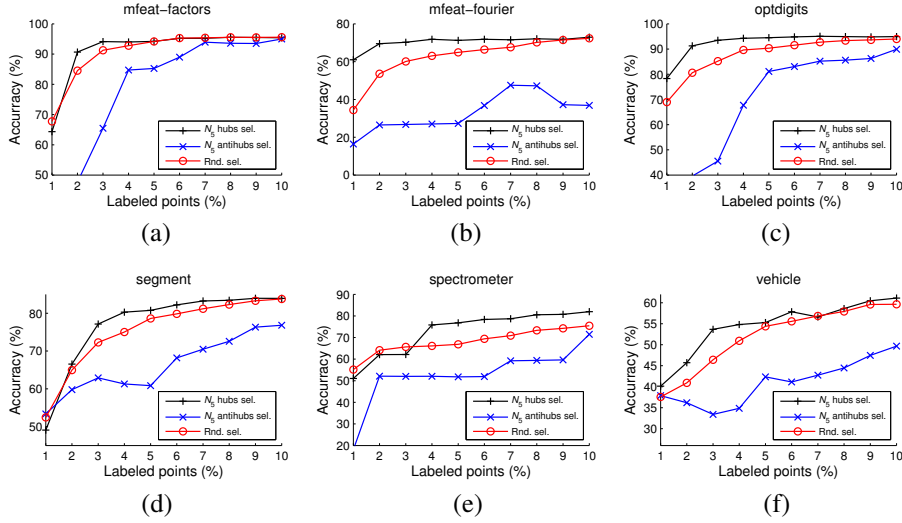 mfeat−factors
Accurracy (%)
100
90
80
70
60
50
1 2 3 4 5 6 7 8 9 10
Labeled points (%)
N5 hubs sel.
N5 antihubs sel.
Rnd. sel.
(a)
mfeat−fourier
Accurracy (%)
80
60
40
20
0
1 2 3 4 5 6 7 8 9 10
Labeled points (%)
N5 hubs sel.
N5 antihubs sel.
Rnd. sel.
(b)
optdigits
Accurracy (%)
100
90
80
70
60
50
40
1 2 3 4 5 6 7 8 9 10
Labeled points (%)
N5 hubs sel.
N5 antihubs sel.
Rnd. sel.
(c)
segment
Accurracy (%)
80
70
60
50
1 2 3 4 5 6 7 8 9 10
Labeled points (%)
N5 hubs sel.
N5 antihubs sel.
Rnd. sel.
(d)
spectrometer
Accurracy (%)
90
80
70
60
50
40
30
20
1 2 3 4 5 6 7 8 9 10
Labeled points (%)
N5 hubs sel.
N5 antihubs sel.
Rnd. sel.
(e)
vehicle
Accurracy (%)
60
55
50
45
40
35
30
1 2 3 4 5 6 7 8 9 10
Labeled points (%)
N5 hubs sel.
N5 antihubs sel.
Rnd. sel.
(f)